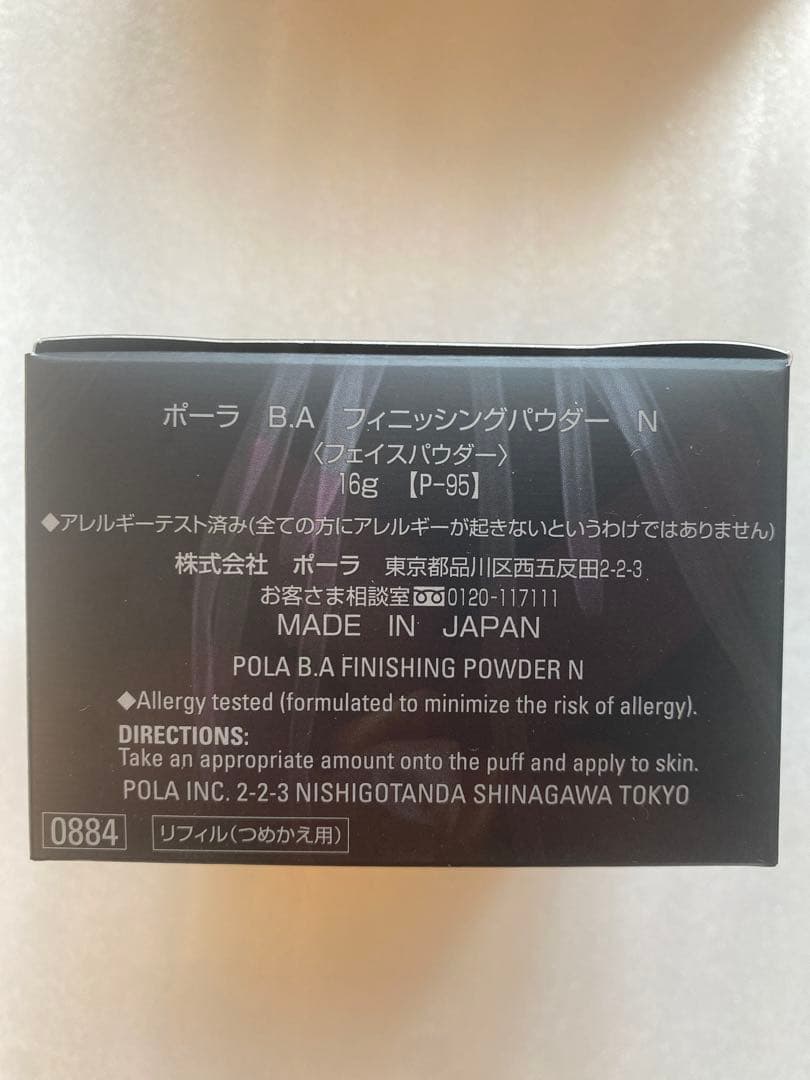 ポーラ B.A フィニッシングパウダー N
〈フェイスパウダー〉
16g 【P-95】
◆アレルギーテスト済み(全ての方にアレルギーが起きないというわけではありません)
株式会社 ポーラ 東京都品川区西五反田2-2-3
お客さま相談室 0120-117111
MADE IN JAPAN
POLA B.A FINISHING POWDER N
◆Allergy tested (formulated to minimize the risk of allergy).
DIRECTIONS:
Take an appropriate amount onto the puff and apply to skin.
POLA INC. 2-2-3 NISHIGOTANDA SHINAGAWA TOKYO
0884 リフィル(つめかえ用)